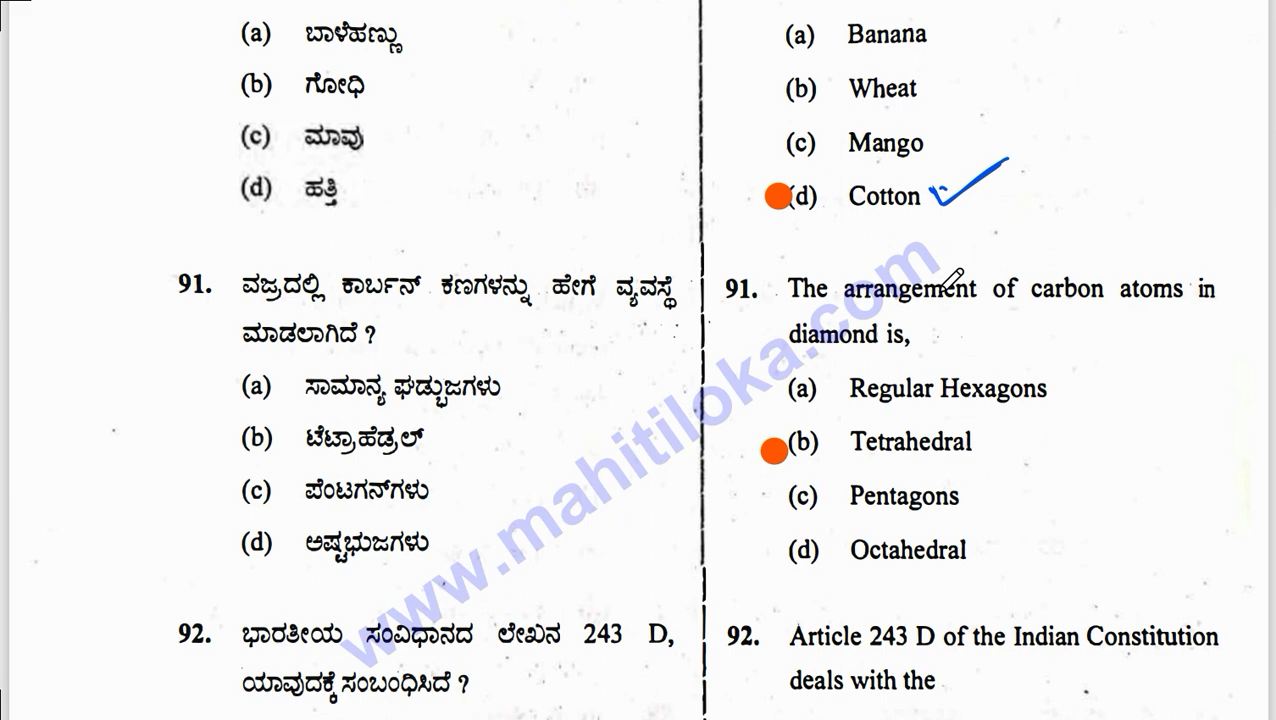 (a) ಬಾಳೆಹಣ್ಣು
(b) ಗೋಧಿ
(c) ಮಾವು
(d) ಹತ್ತಿ
91. ವಜ್ರದಲ್ಲಿ ಕಾರ್ಬನ್ ಕಣಗಳನ್ನು ಹೇಗೆ ವ್ಯವಸ್ಥೆ
ಮಾಡಲಾಗಿದೆ ?
(a) ಸಾಮಾನ್ಯ ಘಡ್ಭುಜಗಳು
(b) ಟೆಟ್ರಾಹೆಡ್ರಲ್
(c) ಪೆಂಟಗನ್‌ಗಳು
(d) ಅಷ್ಟಭುಜಗಳು
92. ಭಾರತೀಯ ಸಂವಿಧಾನದ ಲೇಖನ 243 D,
ಯಾವುದಕ್ಕೆ ಸಂಬಂಧಿಸಿದೆ ?
(a) Banana
(b) Wheat
(c) Mango
(d) Cotton
91. The arrangement of carbon atoms in
diamond is,
(a) Regular Hexagons
(b) Tetrahedral
(c) Pentagons
(d) Octahedral
92. Article 243 D of the Indian Constitution
deals with the
www.mahitiloka.com